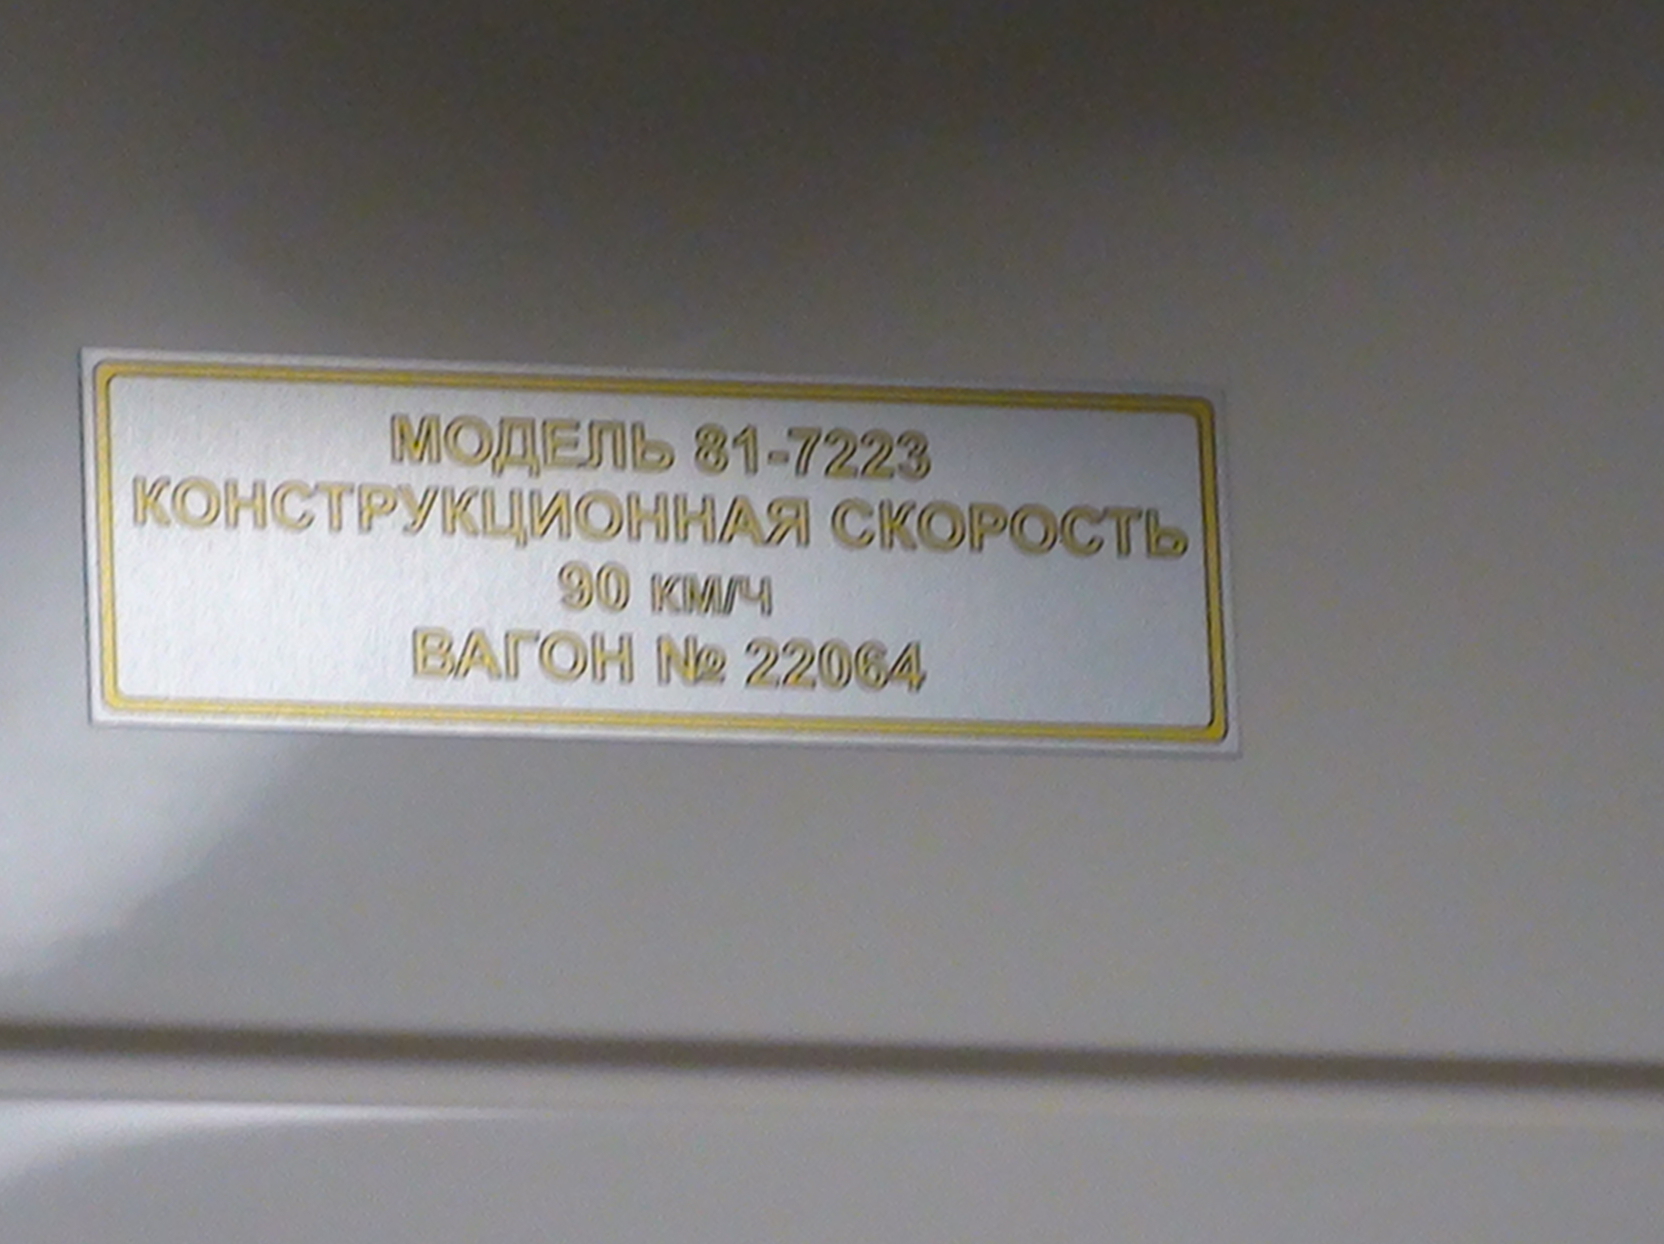 МОДЕЛЬ 81-7223
КОНСТРУКЦИОННАЯ СКОРОСТЬ
90 КМ/Ч
ВАГОН № 22064